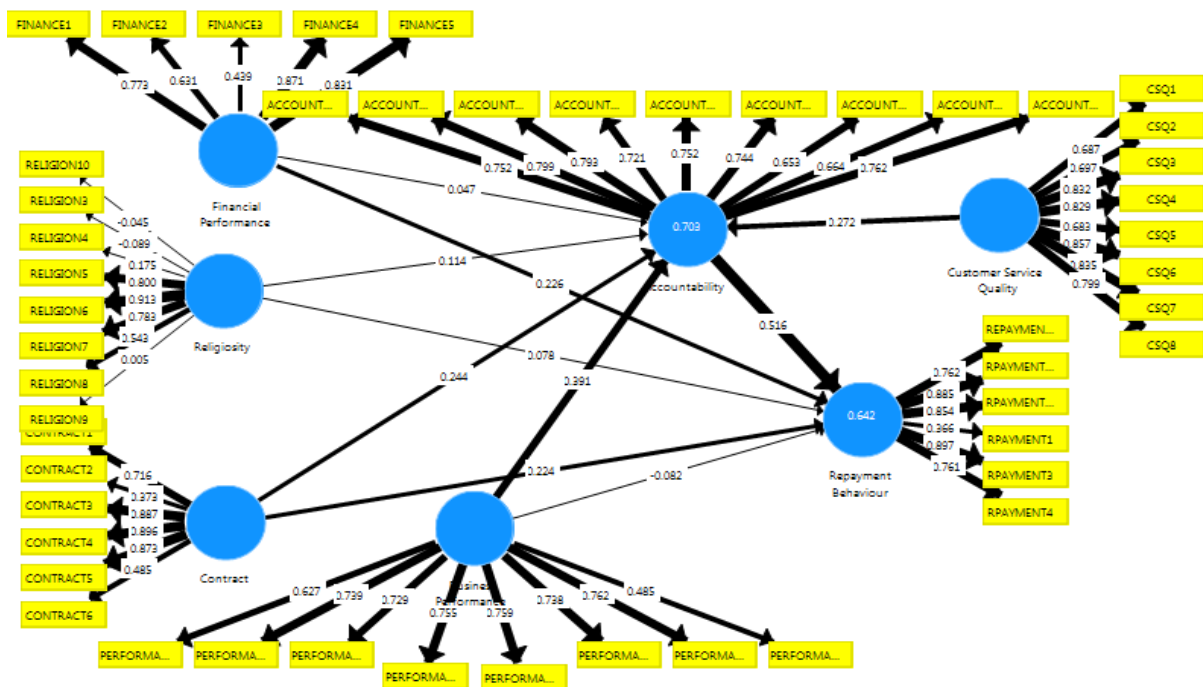 FINANCE1
FINANCE2
FINANCE3
FINANCE4
FINANCE5
0.773
0.631
0.439
0.871
0.831
Financial
Performance
ACCOUNT...
ACCOUNT...
ACCOUNT...
ACCOUNT...
ACCOUNT...
ACCOUNT...
ACCOUNT...
ACCOUNT...
ACCOUNT...
0.752
0.799
0.793
0.721
0.752
0.744
0.653
0.664
0.762
0.703
Accountability
CSQ1
CSQ2
CSQ3
CSQ4
CSQ5
CSQ6
CSQ7
CSQ8
0.687
0.697
0.832
0.829
0.683
0.857
0.835
0.799
Customer Service
Quality
RELIGION10
RELIGION3
RELIGION4
RELIGION5
RELIGION6
RELIGION7
RELIGION8
RELIGION9
-0.045
-0.089
0.175
0.800
0.913
0.783
0.543
0.005
Religiosity
0.047
0.114
0.272
0.226
0.516
0.078
0.244
0.391
0.224
-0.082
REPAYMEN...
RPAYMENT...
RPAYMENT...
RPAYMENT1
RPAYMENT3
RPAYMENT4
0.762
0.885
0.854
0.366
0.897
0.761
0.642
Repayment
Behaviour
CONTRACT1
CONTRACT2
CONTRACT3
CONTRACT4
CONTRACT5
CONTRACT6
0.716
0.373
0.887
0.896
0.873
0.485
Contract
Business
Performance
0.627
0.739
0.729
0.755
0.759
0.738
0.762
0.485
PERFORMA...
PERFORMA...
PERFORMA...
PERFORMA...
PERFORMA...
PERFORMA...
PERFORMA...
PERFORMA...